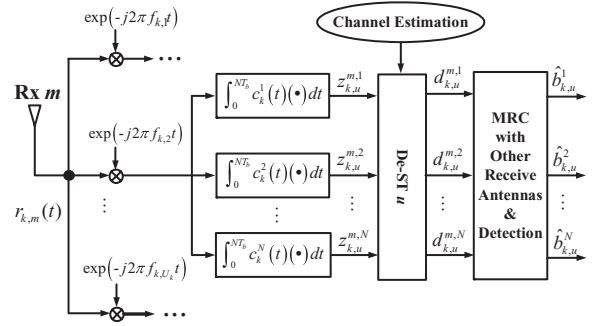 exp(-j2πf_{k,1}t)
Channel Estimation
Rx m
r_{k,m}(t)
exp(-j2πf_{k,2}t)
exp(-j2πf_{k,U_k}t)
∫_0^{NT_b} c_k^1(t)(•)dt
∫_0^{NT_b} c_k^2(t)(•)dt
∫_0^{NT_b} c_k^N(t)(•)dt
z_{k,u}^{m,1}
z_{k,u}^{m,2}
z_{k,u}^{m,N}
De-ST u
d_{k,u}^{m,1}
d_{k,u}^{m,2}
d_{k,u}^{m,N}
MRC
with
Other
Receive
Antennas
&
Detection
b̂_{k,u}^1
b̂_{k,u}^2
b̂_{k,u}^N